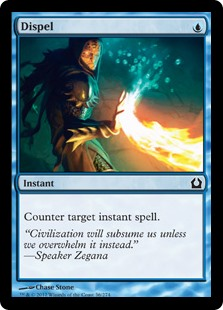 Dispel
Instant
Counter target instant spell.
“Civilization will subsume us unless
we overwhelm it instead.”
—Speaker Zegana
Chase Stone